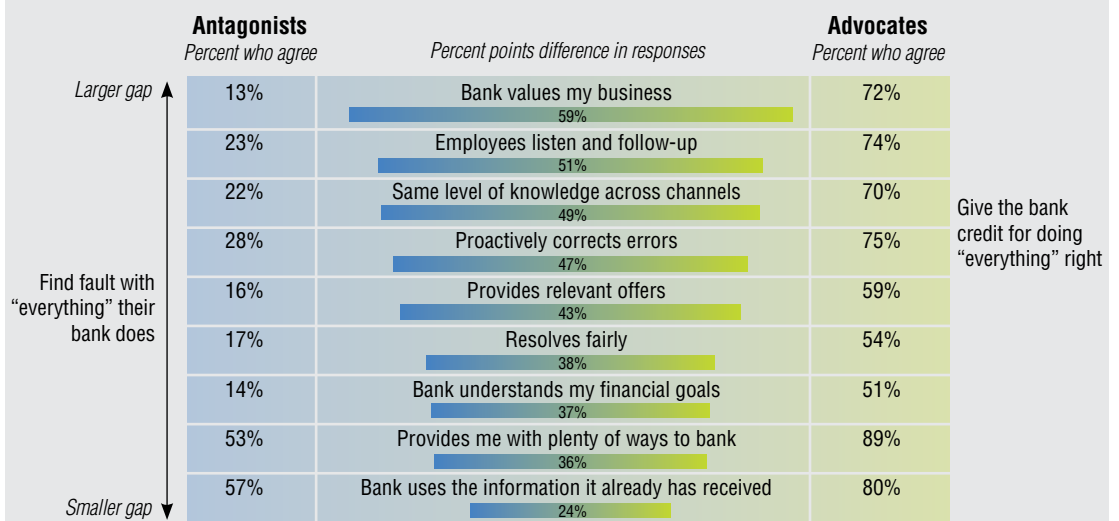 Antagonists
Percent who agree
Percent points difference in responses
Advocates
Percent who agree
Larger gap
13%
Bank values my business
59%
72%
23%
Employees listen and follow-up
51%
74%
22%
Same level of knowledge across channels
49%
70%
28%
Proactively corrects errors
47%
75%
16%
Provides relevant offers
43%
59%
17%
Resolves fairly
38%
54%
14%
Bank understands my financial goals
37%
51%
53%
Provides me with plenty of ways to bank
36%
89%
57%
Bank uses the information it already has received
24%
80%
Smaller gap
Find fault with
“everything” their
bank does
Give the bank
credit for doing
“everything” right